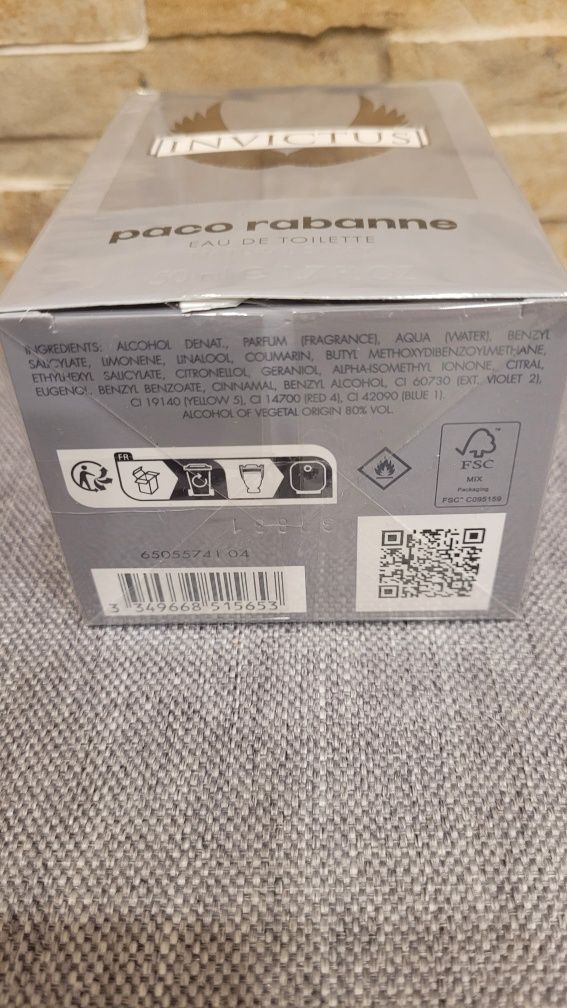 INVICTUS
paco rabanne
EAU DE TOILETTE
INGREDIENTS: ALCOHOL DENAT., PARFUM (FRAGRANCE), AQUA (WATER), BENZYL
SALICYLATE, LIMONENE, LINALOOL, COUMARIN, BUTYL METHOXYDIBENZOYLMETHANE,
ETHYLHEXYL SALICYLATE, CITRONELLOL, GERANIOL, ALPHA-ISOMETHYL IONONE, CITRAL,
EUGENOL, BENZYL BENZOATE, CINNAMAL, BENZYL ALCOHOL, CI 60730 (EXT. VIOLET 2),
CI 19140 (YELLOW 5), CI 14700 (RED 4), CI 42090 (BLUE 1).
ALCOHOL OF VEGETAL ORIGIN 80% VOL.
FR
FSC
MIX
Packaging
FSC™ C095159
65055741 04
3 349668 515653